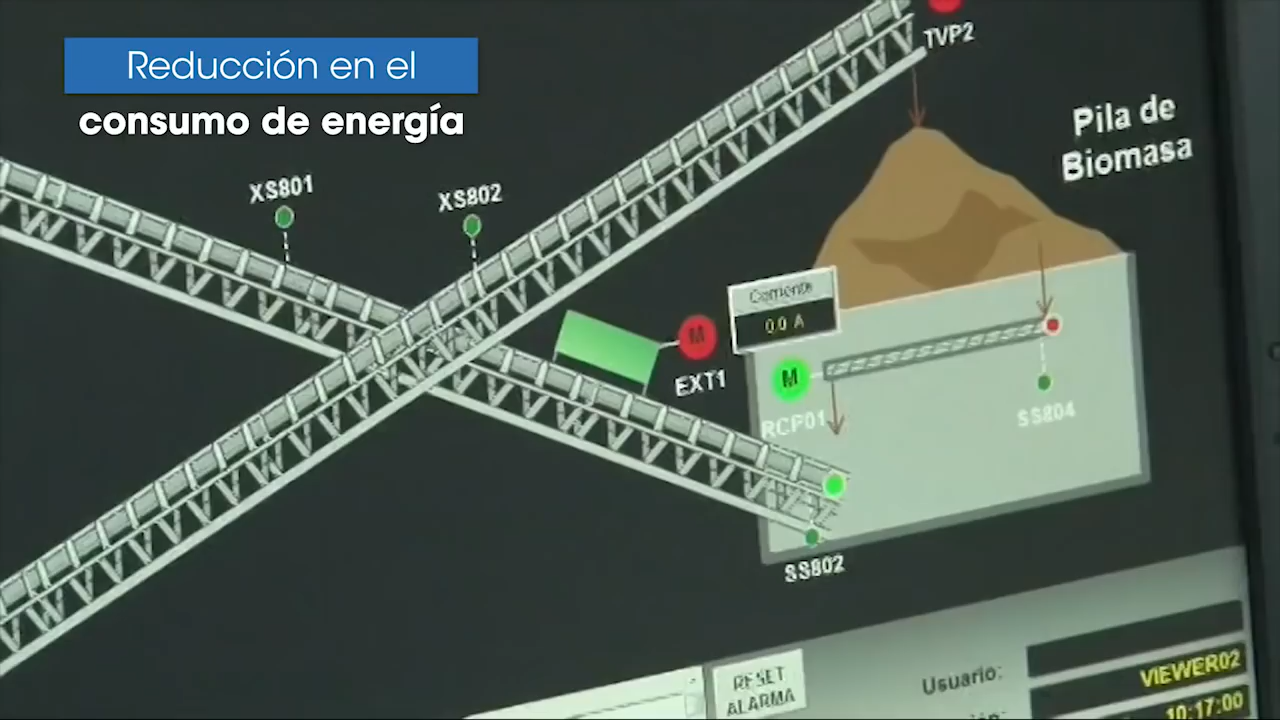 Reducción en el
consumo de energía
TVP2
Pila de
Biomasa
XS801
XS802
Corriente
0.0 A
M
EXT1
M
RCP01
SS804
SS802
RESET
ALARMA
Usuario:
VIEWER02
10:17:00